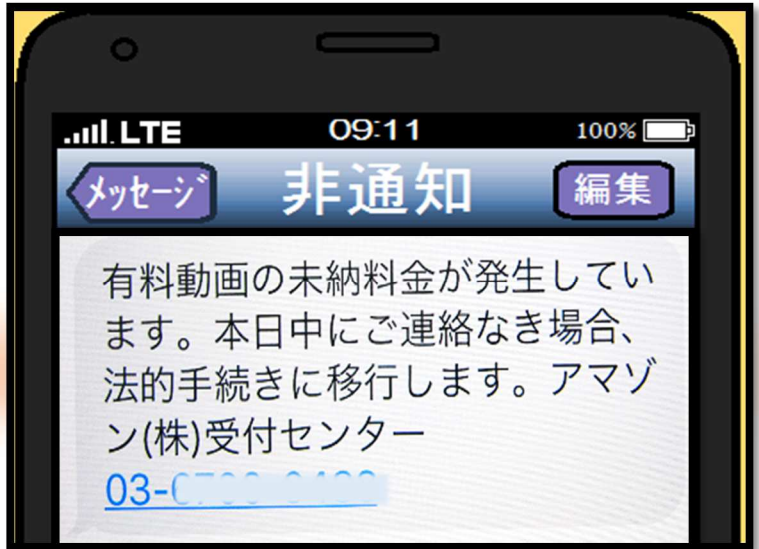 LTE 09:11 100%
メッセージ 非通知 編集
有料動画の未納料金が発生してい
ます。本日中にご連絡なき場合、
法的手続きに移行します。アマゾ
ン(株)受付センター
03-